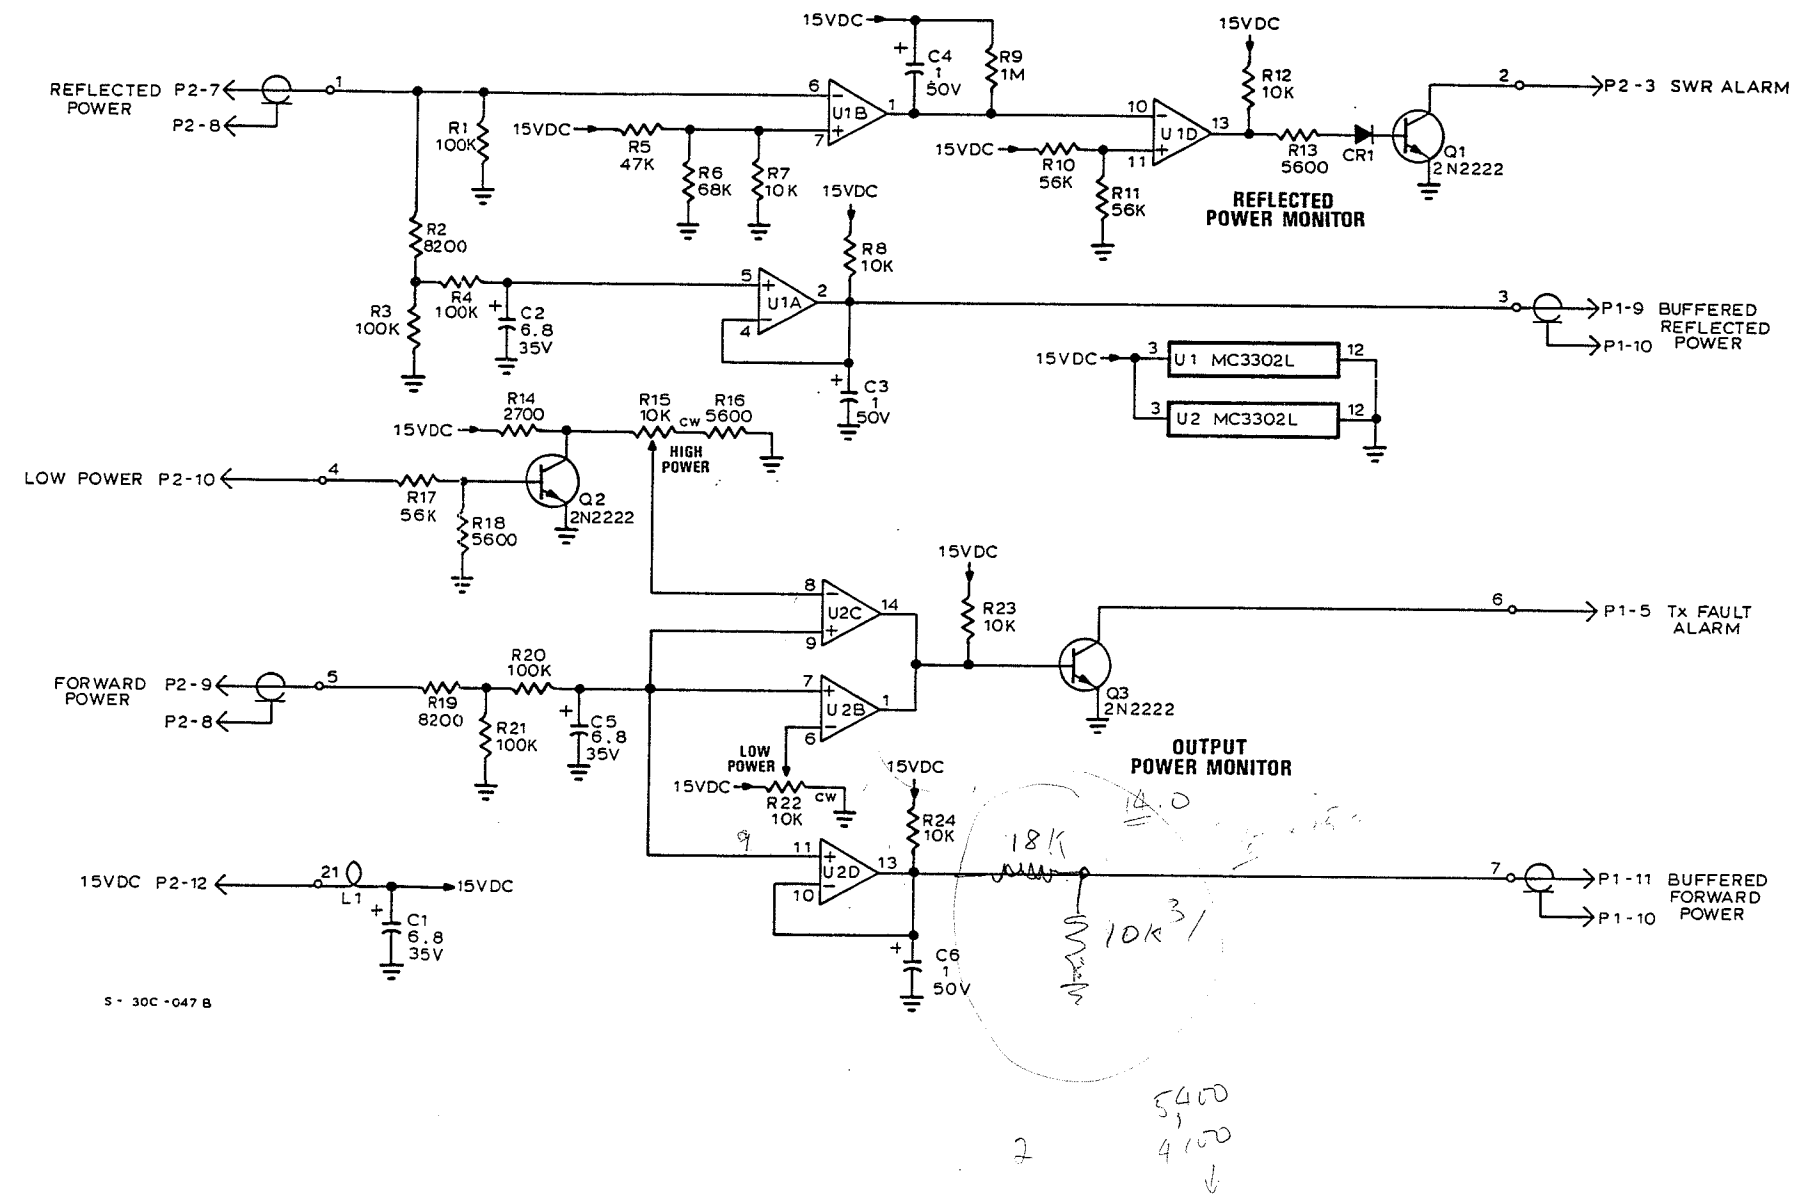 15VDC
C4
1
50V
R9
1M
15VDC
R12
10K
REFLECTED POWER
P2-7
1
P2-8
R1
100K
15VDC
R5
47K
R6
68K
R7
10K
6
-
U1B
+
7
1
15VDC
R10
56K
R11
56K
10
-
U1D
+
11
13
R13
5600
CR1
Q1
2N2222
2
P2-3 SWR ALARM
REFLECTED
POWER MONITOR
R2
8200
R3
100K
R4
100K
+
C2
6.8
35V
15VDC
R8
10K
5
+
U1A
-
4
2
+
C3
1
50V
3
P1-9 BUFFERED
REFLECTED
POWER
P1-10
15VDC
3
U1 MC3302L
12
3
U2 MC3302L
12
R14
2700
15VDC
R15
10K
CW
HIGH
POWER
R16
5600
LOW POWER P2-10
4
R17
56K
R18
5600
Q2
2N2222
15VDC
R23
10K
8
-
U2C
+
9
14
6
P1-5 Tx FAULT
ALARM
Q3
2N2222
FORWARD
POWER
P2-9
P2-8
5
R19
8200
R20
100K
R21
100K
+
C5
6.8
35V
7
+
U2B
-
6
1
LOW
POWER
15VDC
R22
10K
CW
OUTPUT
POWER MONITOR
15VDC
R24
10K
14.0
18K
9
11
+
U2D
-
10
13
+
C6
1
50V
10K
7
P1-11 BUFFERED
FORWARD
POWER
P1-10
15VDC P2-12
21
L1
15VDC
+
C1
6.8
35V
S - 30C -047 B
2